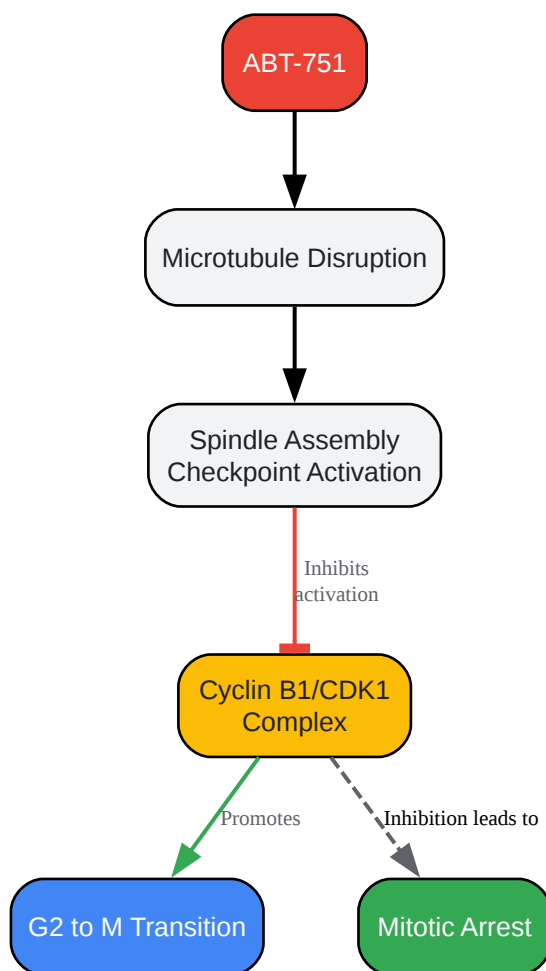 ABT-751
Microtubule Disruption
Spindle Assembly
Checkpoint Activation
Inhibits
activation
Cyclin B1/CDK1
Complex
Promotes
Inhibition leads to
G2 to M Transition
Mitotic Arrest